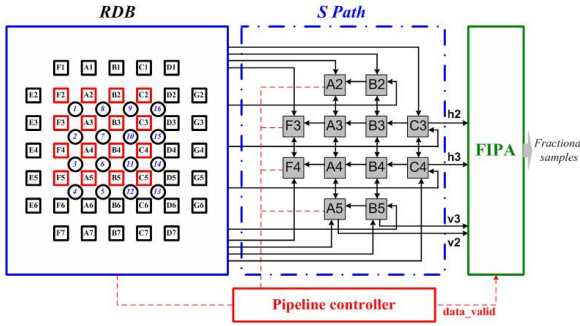 RDB
S Path
F1 A1 B1 C1 D1
E2 F2 A2 B2 C2 D2 G2
1 8 9 16
E3 F3 A3 B3 C3 D3 G3
2 7 10 15
E4 F4 A4 B4 C4 D4 G4
3 6 11 14
E5 F5 A5 B5 C5 D5 G5
4 5 12 13
E6 F6 A6 B6 C6 D6 G6
F7 A7 B7 C7 D7
A2 B2
F3 A3 B3 C3
F4 A4 B4 C4
A5 B5
h2
h3
v3
v2
FIPA
Fractiona
samples
Pipeline controller
data_valid